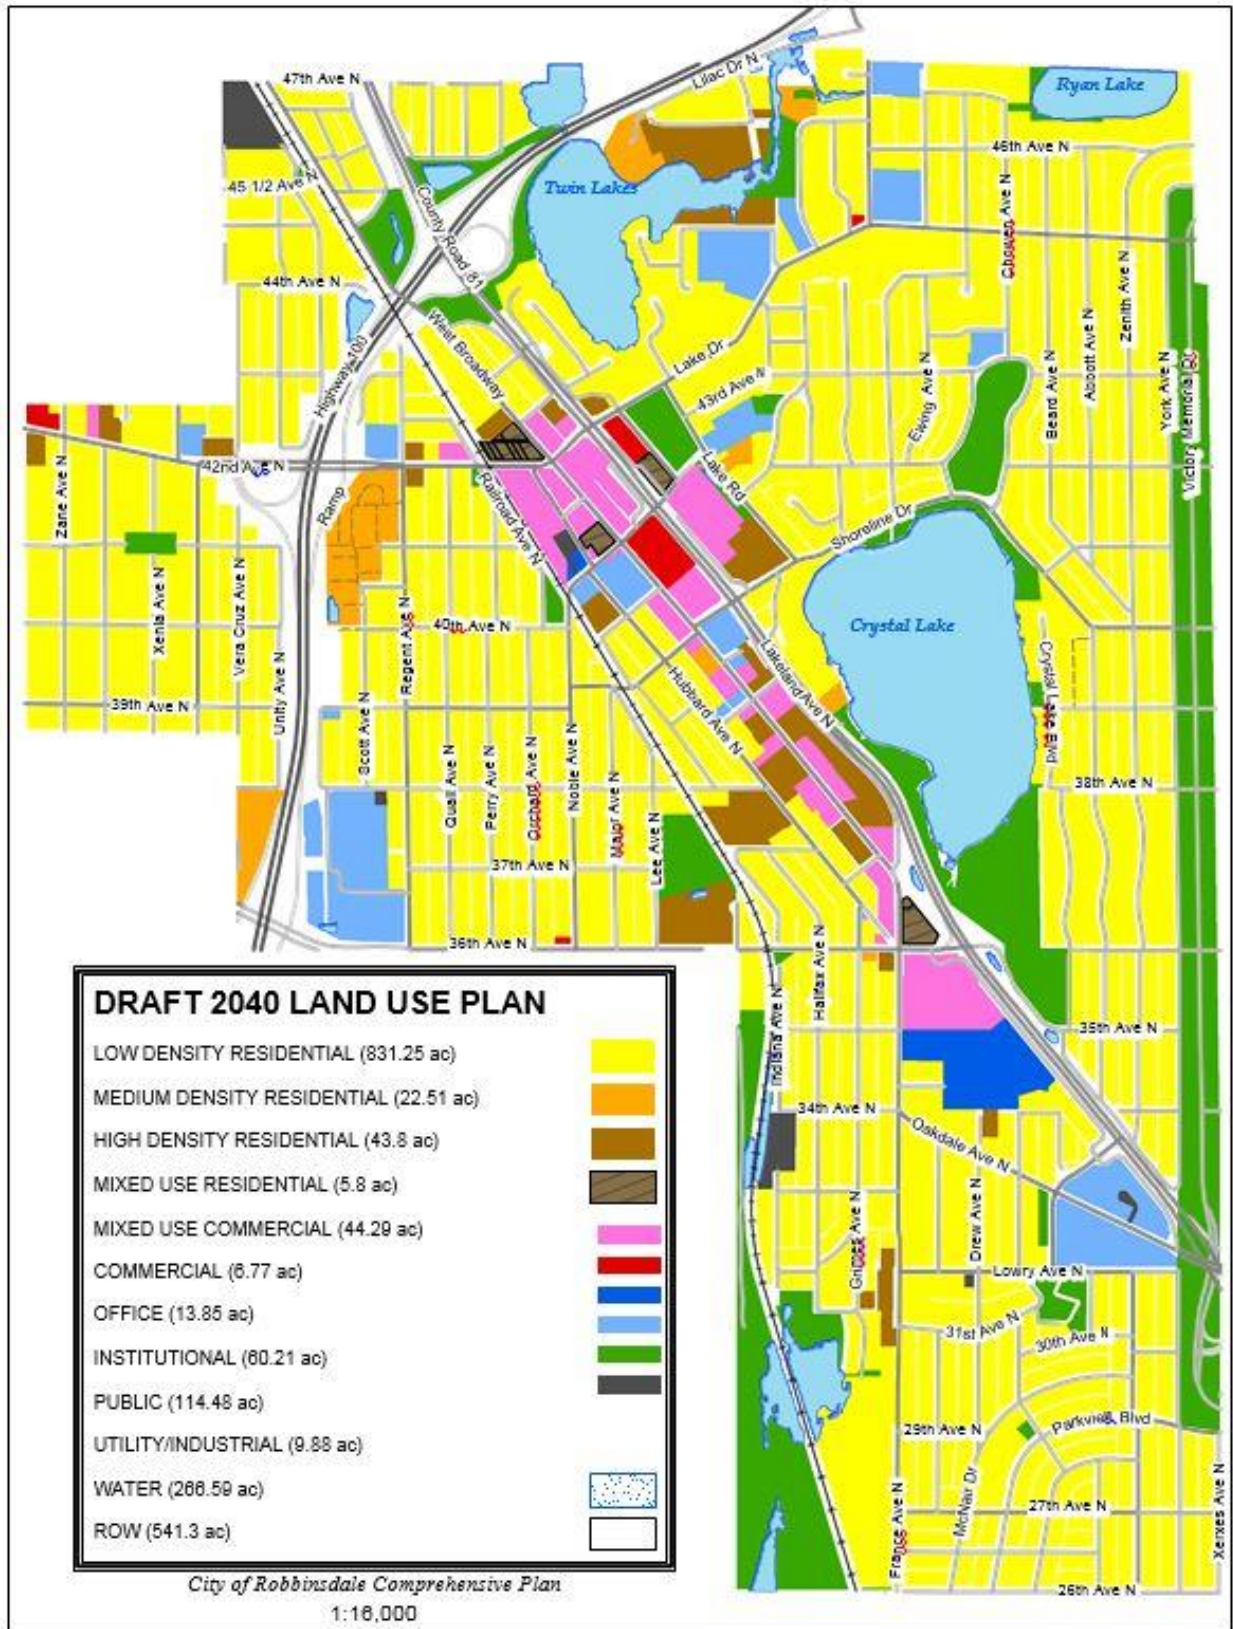 47th Ave N
Lilac Dr N
Ryan Lake
46th Ave N
45 1/2 Ave N
Twin Lakes
County Road 81
Chowen Ave N
44th Ave N
Zenith Ave N
West Broadway
Abbott Ave N
Highway 100
Lake Dr
43rd Ave N
Ewing Ave N
Beard Ave N
York Ave N
Victory Memorial Dr
42nd Ave N
Zane Ave N
Ramp
Railroad Ave N
Lake Rd
Shoreline Dr
Xenia Ave N
Vera Cruz Ave N
Regent Ave N
40th Ave N
Crystal Lake
Unity Ave N
39th Ave N
Scott Ave N
Hubbard Ave N
Lakeland Ave N
Crystal Lake Blvd
Quail Ave N
Perry Ave N
Orchard Ave N
Noble Ave N
Major Ave N
Lee Ave N
38th Ave N
37th Ave N
36th Ave N
Halifax Ave N
Indiana Ave N
35th Ave N
34th Ave N
Oakdale Ave N
Grimes Ave N
Drew Ave N
Lowry Ave N
31st Ave N
30th Ave N
29th Ave N
Parkview Blvd
McNair Dr
27th Ave N
France Ave N
Xerxes Ave N
26th Ave N
DRAFT 2040 LAND USE PLAN
LOW DENSITY RESIDENTIAL (831.25 ac)
MEDIUM DENSITY RESIDENTIAL (22.51 ac)
HIGH DENSITY RESIDENTIAL (43.8 ac)
MIXED USE RESIDENTIAL (5.8 ac)
MIXED USE COMMERCIAL (44.29 ac)
COMMERCIAL (6.77 ac)
OFFICE (13.85 ac)
INSTITUTIONAL (60.21 ac)
PUBLIC (114.48 ac)
UTILITY/INDUSTRIAL (9.88 ac)
WATER (266.59 ac)
ROW (541.3 ac)
City of Robbinsdale Comprehensive Plan
1:16,000